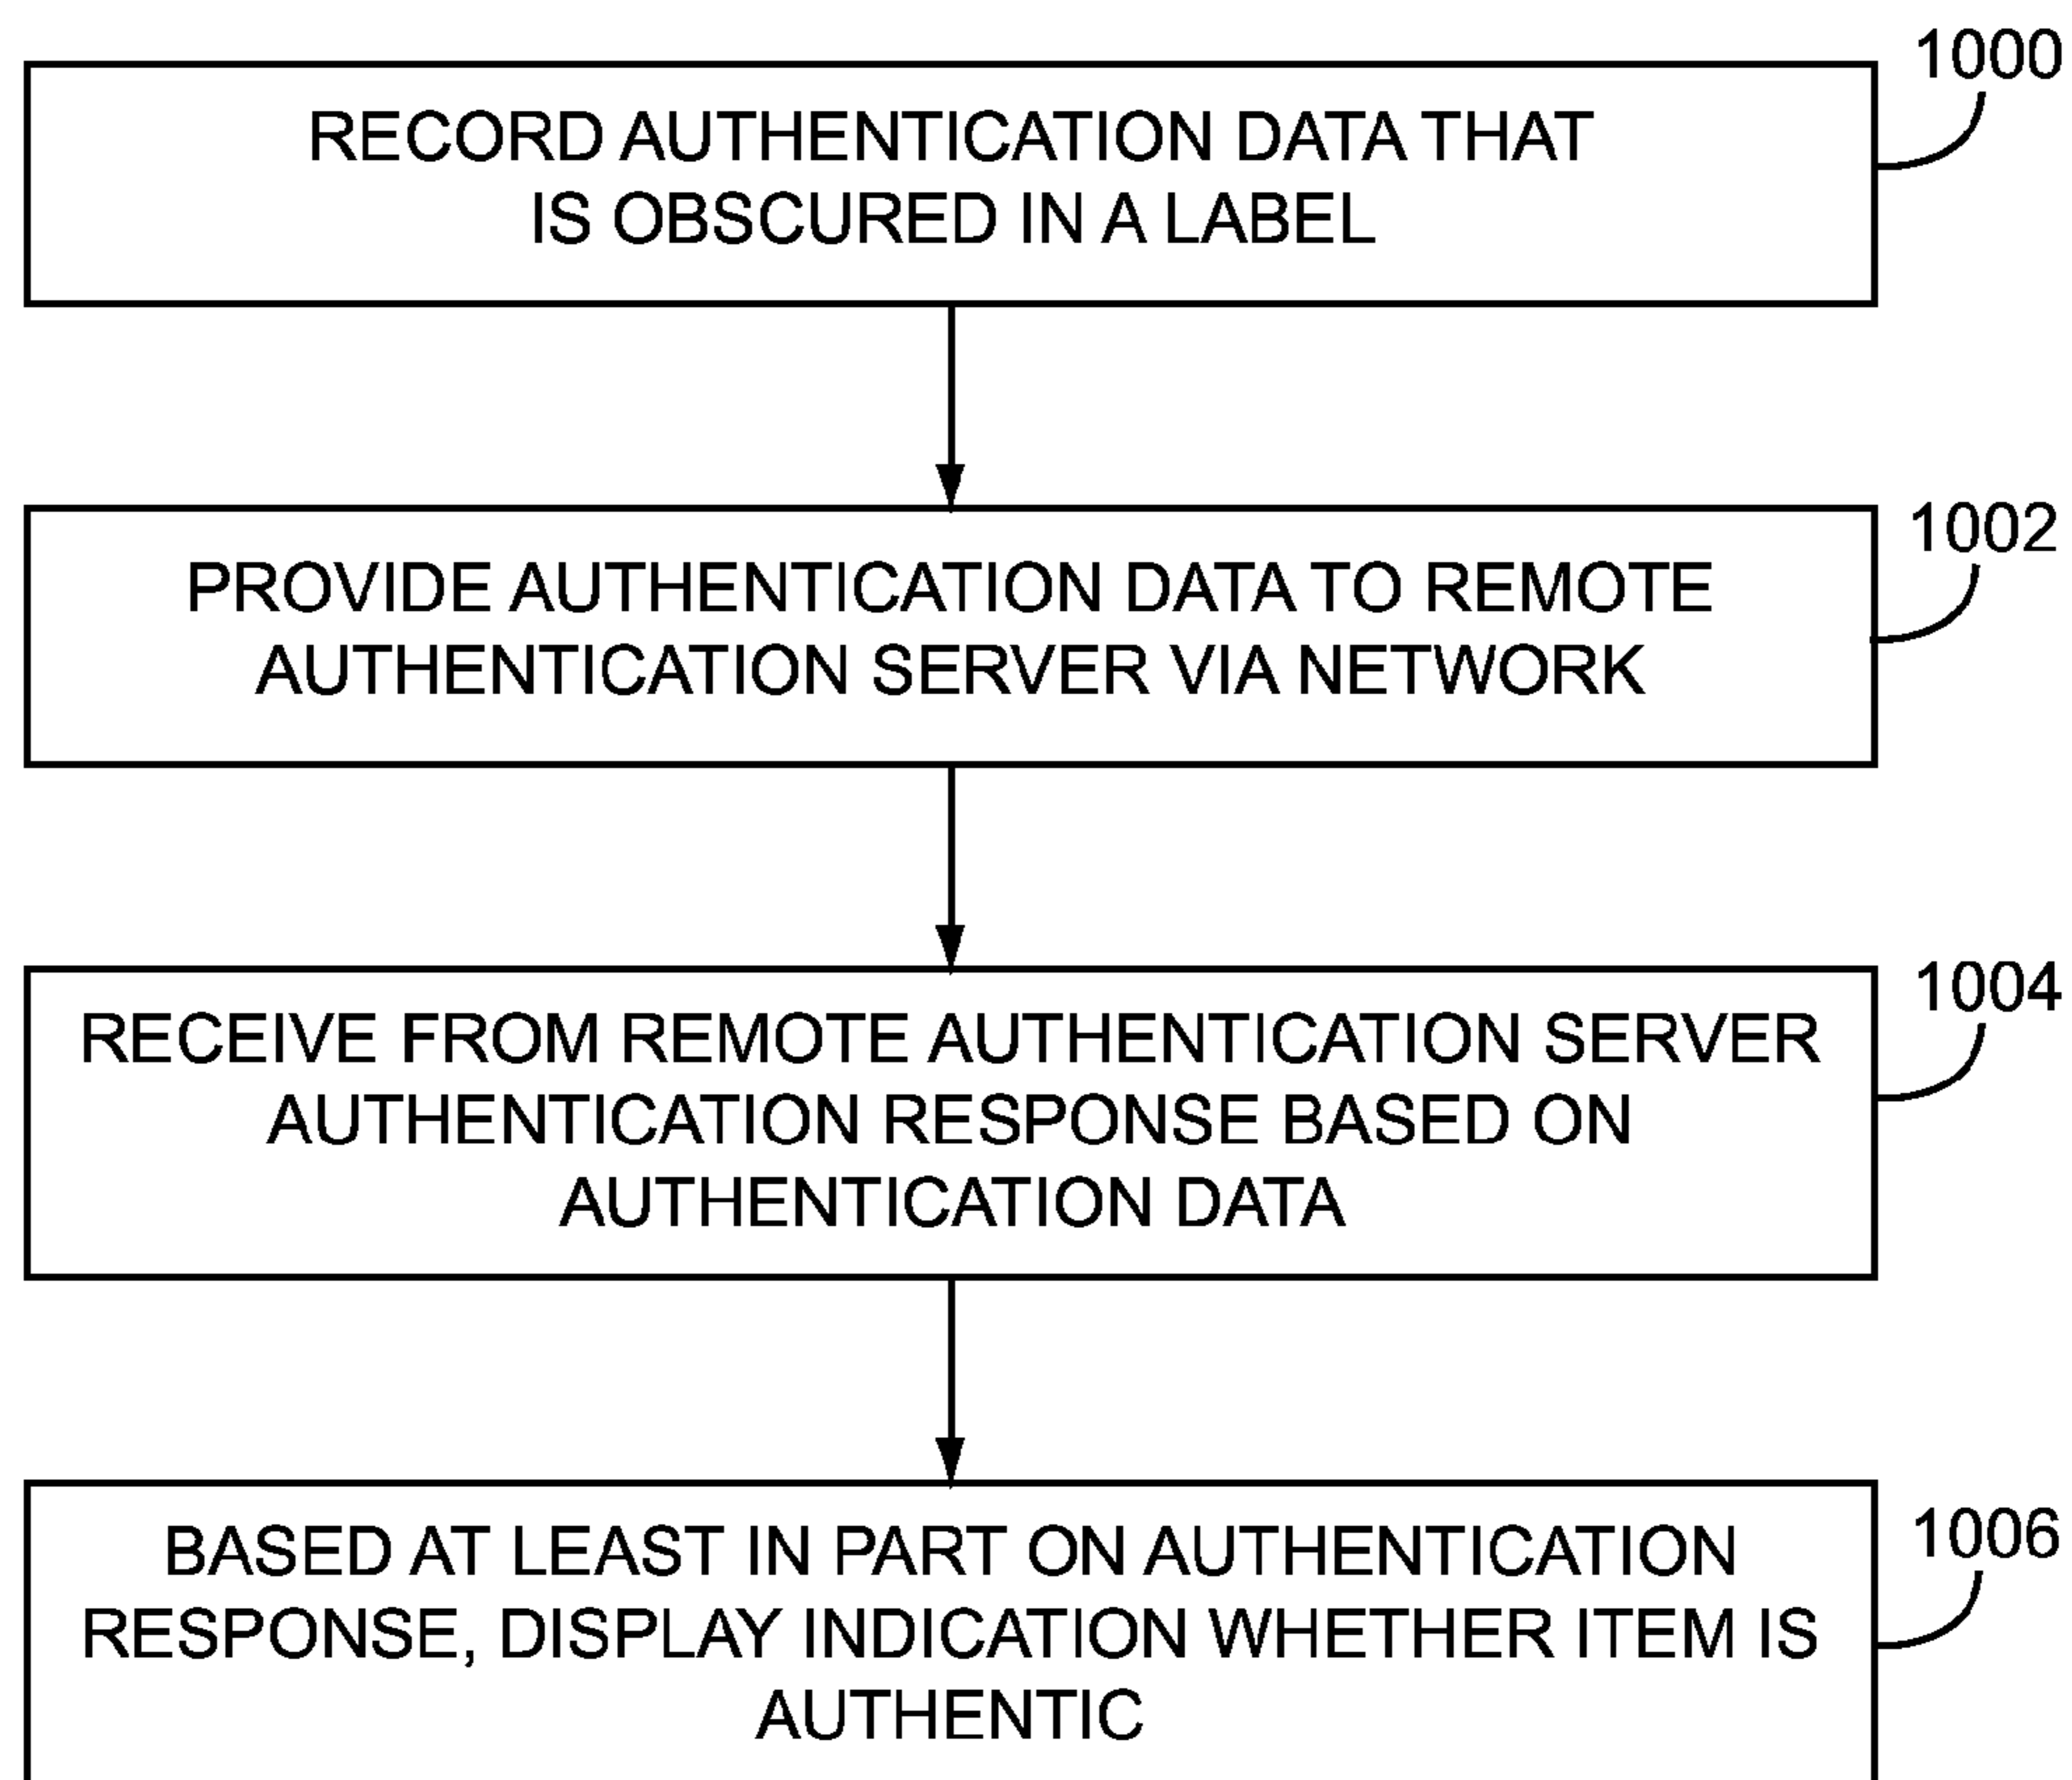 1000
RECORD AUTHENTICATION DATA THAT
IS OBSCURED IN A LABEL
1002
PROVIDE AUTHENTICATION DATA TO REMOTE
AUTHENTICATION SERVER VIA NETWORK
1004
RECEIVE FROM REMOTE AUTHENTICATION SERVER
AUTHENTICATION RESPONSE BASED ON
AUTHENTICATION DATA
1006
BASED AT LEAST IN PART ON AUTHENTICATION
RESPONSE, DISPLAY INDICATION WHETHER ITEM IS
AUTHENTIC